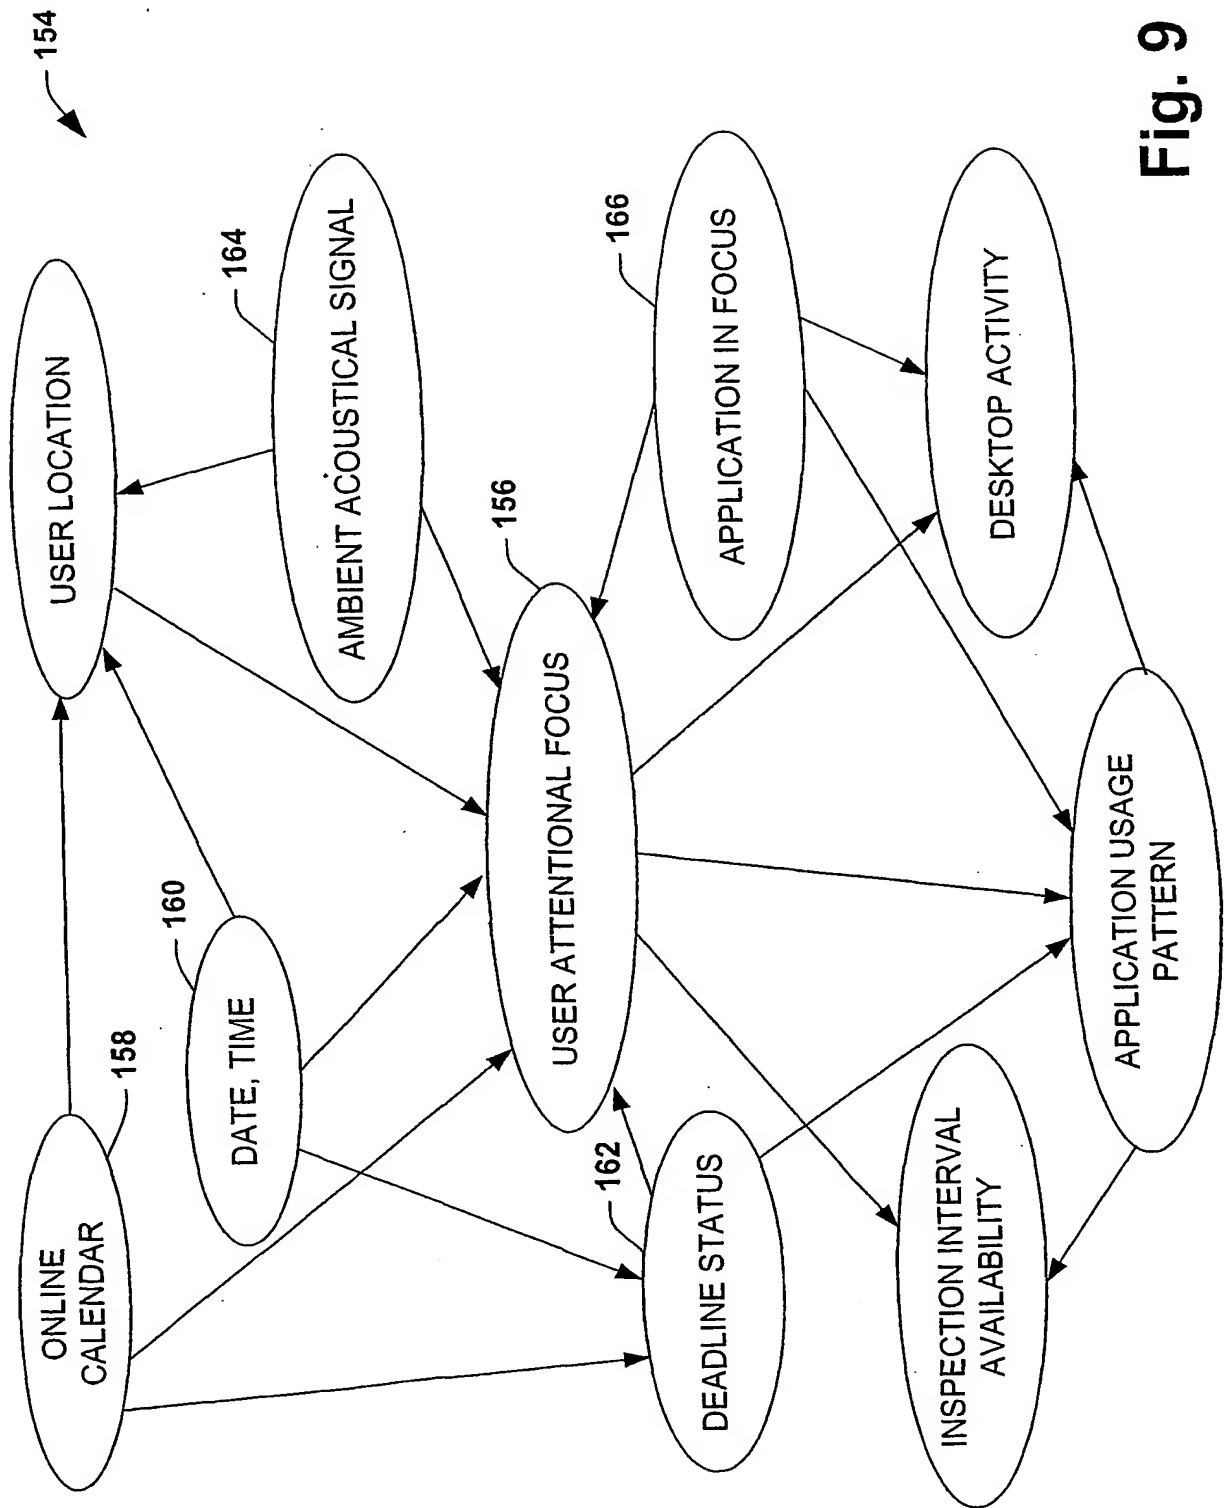 154
ONLINE
CALENDAR
158
USER LOCATION
DATE, TIME
160
AMBIENT ACOUSTICAL SIGNAL
164
USER ATTENTIONAL FOCUS
156
DEADLINE STATUS
162
APPLICATION IN FOCUS
166
INSPECTION INTERVAL
AVAILABILITY
DESKTOP ACTIVITY
APPLICATION USAGE
PATTERN
Fig. 9